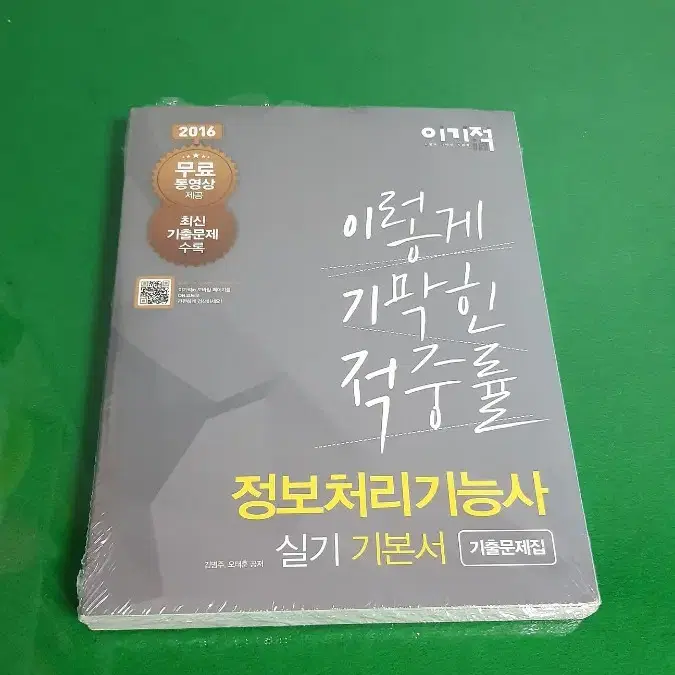 2016
무료
동영상
제공
최신
기출문제
수록
이기적
이렇게
기막힌
적중률
정보처리기능사
실기 기본서
기출문제집
공저